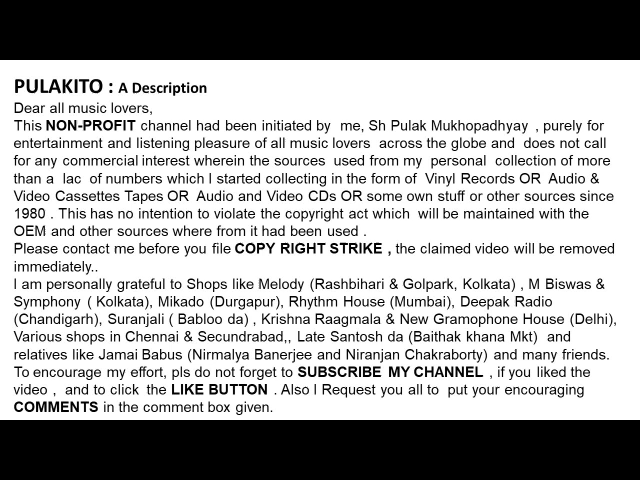 PULAKITO : A Description
Dear all music lovers,
This NON-PROFIT channel had been initiated by me, Sh Pulak Mukhopadhyay , purely for
entertainment and listening pleasure of all music lovers across the globe and does not call
for any commercial interest wherein the sources used from my personal collection of more
than a lac of numbers which I started collecting in the form of Vinyl Records OR Audio &
Video Cassettes Tapes OR Audio and Video CDs OR some own stuff or other sources since
1980 . This has no intention to violate the copyright act which will be maintained with the
OEM and other sources where from it had been used .
Please contact me before you file COPY RIGHT STRIKE , the claimed video will be removed
immediately..
I am personally grateful to Shops like Melody (Rashbihari & Golpark, Kolkata) , M Biswas &
Symphony ( Kolkata), Mikado (Durgapur), Rhythm House (Mumbai), Deepak Radio
(Chandigarh), Suranjali ( Babloo da) , Krishna Raagmala & New Gramophone House (Delhi),
Various shops in Chennai & Secundrabad,, Late Santosh da (Baithak khana Mkt) and
relatives like Jamai Babus (Nirmalya Banerjee and Niranjan Chakraborty) and many friends.
To encourage my effort, pls do not forget to SUBSCRIBE MY CHANNEL , if you liked the
video , and to click the LIKE BUTTON . Also I Request you all to put your encouraging
COMMENTS in the comment box given.